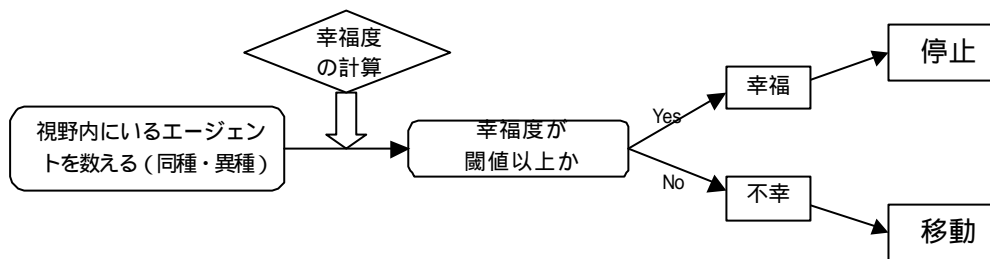 幸福度
の計算
視野内にいるエージェン
トを数える（同種・異種）
幸福度が
閾値以上か
Yes
No
幸福
不幸
停止
移動